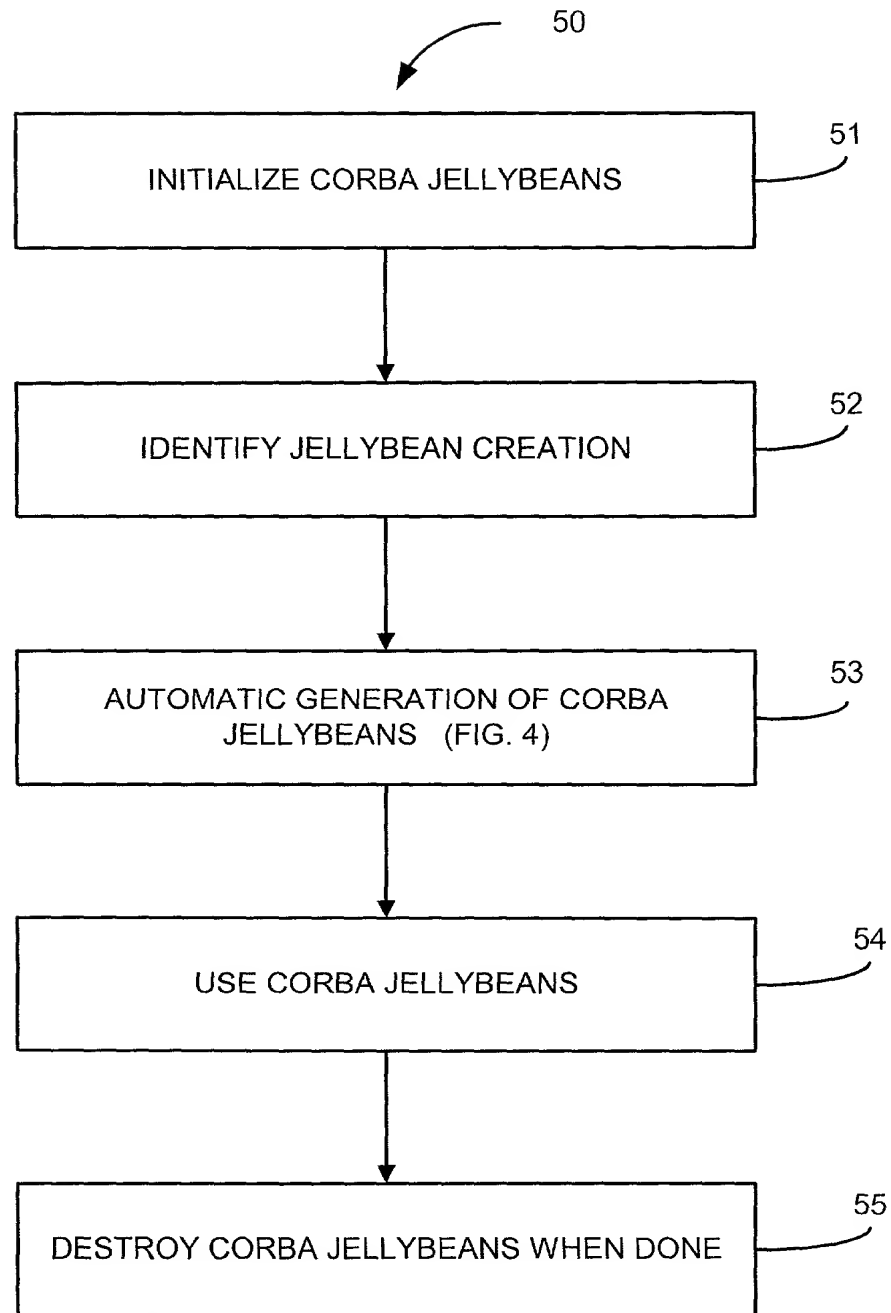 50
INITIALIZE CORBA JELLYBEANS
51
IDENTIFY JELLYBEAN CREATION
52
AUTOMATIC GENERATION OF CORBA
JELLYBEANS (FIG. 4)
53
USE CORBA JELLYBEANS
54
DESTROY CORBA JELLYBEANS WHEN DONE
55